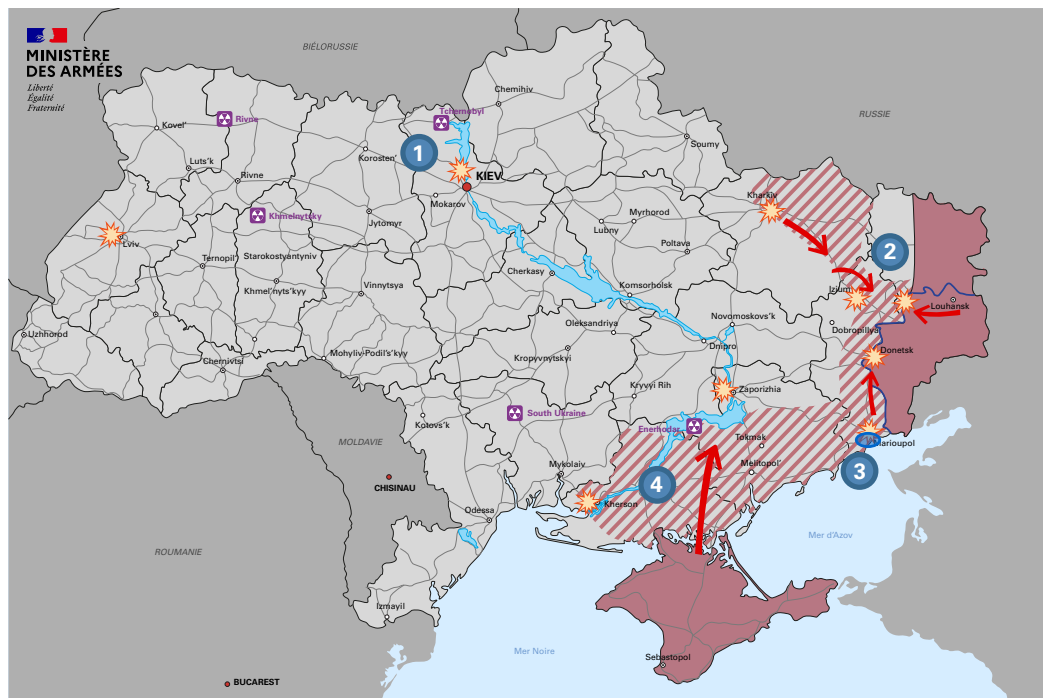 MINISTÈRE
DES ARMÉES
Liberté
Égalité
Fraternité
BIÉLORUSSIE
RUSSIE
Chernihiv
Tchernobyl
Rivne
Kovel'
Soumy
1
Korosten'
Luts'k
KIEV
Rivne
Kharkiv
Mokarov
Khmelnytsky
Jytomyr
Myrhorod
Lubny
Lviv
Poltava
2
Ternopil'
Starokostyantyniv
Cherkasy
Khmel'nyts'kyy
Vinnytsya
Komsorholsk
Izium
Louhansk
Novomoskovs'k
Oleksandriya
Dobropillya
Uzhhorod
Dnipro
Donetsk
Mohyliv-Podil's'kyy
Kropyvnytskyi
Chernivtsi
Kryvyi Rih
Zaporizhia
South Ukraine
Kotovs'k
Enerhodar
Tokmak
Marioupol
MOLDAVIE
Mykolaiv
Melitopol'
3
4
CHISINAU
Kherson
Odessa
Mer d'Azov
ROUMANIE
Izmayil
Mer Noire
Sebastopol
BUCAREST